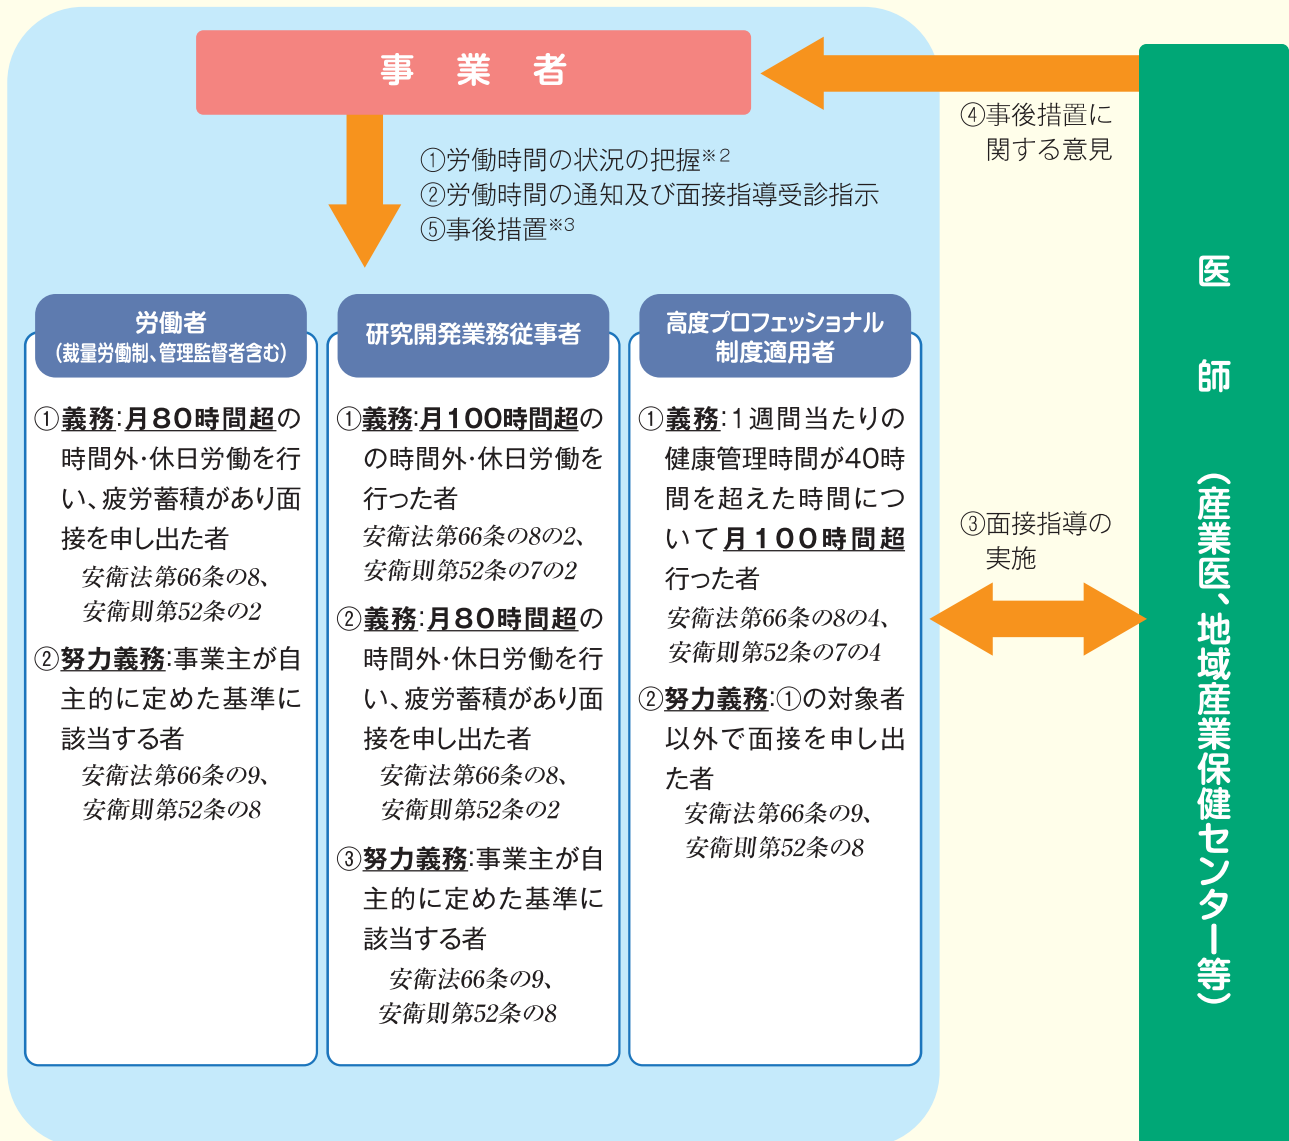 事業者
①労働時間の状況の把握※2
②労働時間の通知及び面接指導受診指示
⑤事後措置※3
④事後措置に
関する意見
労働者
(裁量労働制、管理監督者含む)
①義務:月80時間超の
時間外・休日労働を行
い、疲労蓄積があり面
接を申し出た者
安衛法第66条の8、
安衛則第52条の2
②努力義務:事業主が自
主的に定めた基準に
該当する者
安衛法第66条の9、
安衛則第52条の8
研究開発業務従事者
①義務:月100時間超の
の時間外・休日労働を
行った者
安衛法第66条の8の2、
安衛則第52条の7の2
②義務:月80時間超の
時間外・休日労働を行
い、疲労蓄積があり面
接を申し出た者
安衛法第66条の8、
安衛則第52条の2
③努力義務:事業主が自
主的に定めた基準に
該当する者
安衛法66条の9、
安衛則第52条の8
高度プロフェッショナル
制度適用者
①義務:1週間当たりの
健康管理時間が40時
間を超えた時間につ
いて月100時間超
行った者
安衛法第66条の8の4、
安衛則第52条の7の4
②努力義務:①の対象者
以外で面接を申し出
た者
安衛法第66条の9、
安衛則第52条の8
③面接指導の
実施
医師(産業医、地域産業保健センター等)